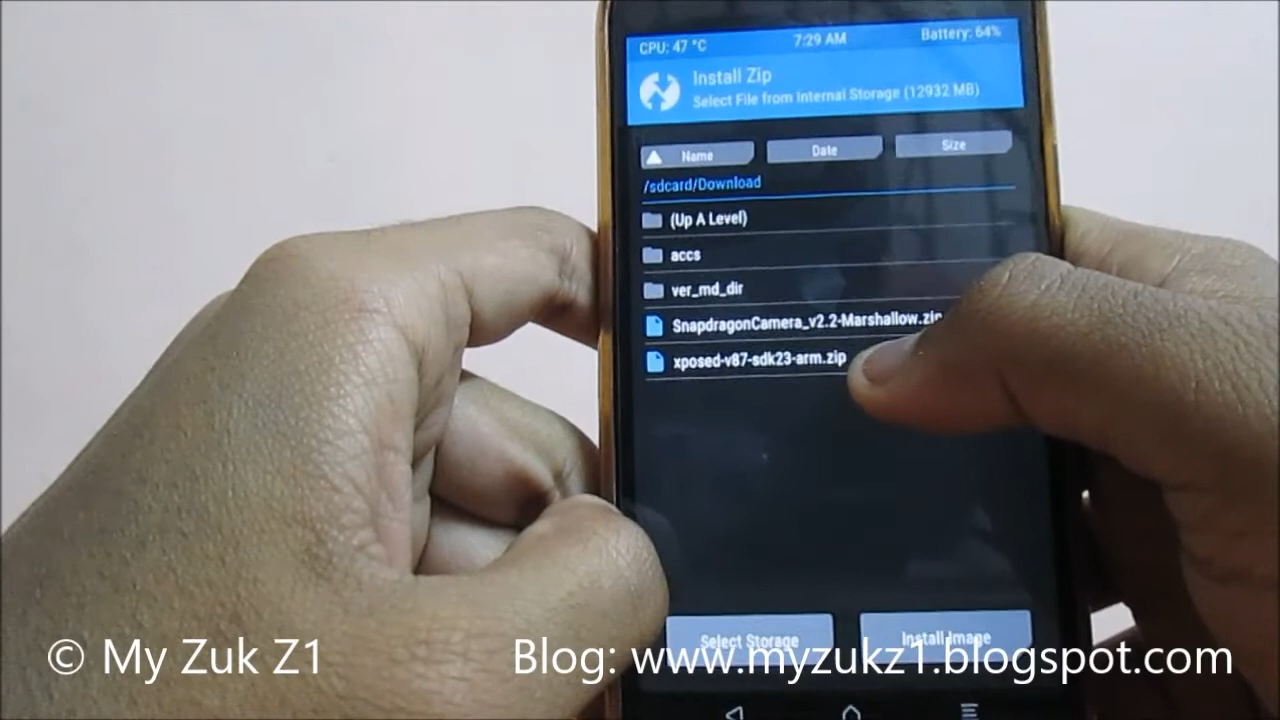 CPU: 47 °C 7:29 AM Battery: 64%
Install Zip
Select File from Internal Storage (12932 MB)
Name Date Size
/sdcard/Download
(Up A Level)
accs
ver_md_dir
SnapdragonCamera_v2.2-Marshallow.zip
xposed-v87-sdk23-arm.zip
Select Storage Install Image
© My Zuk Z1 Blog: www.myzukz1.blogspot.com